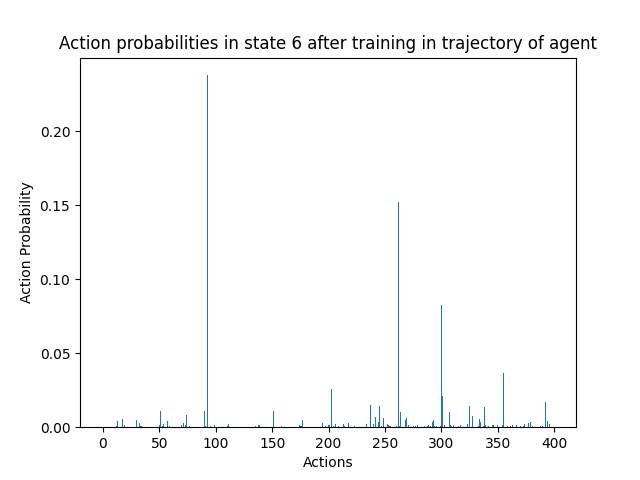 Action probabilities in state 6 after training in trajectory of agent
0.20
0.15
0.10
0.05
0.00
Action Probability
0 50 100 150 200 250 300 350 400
Actions